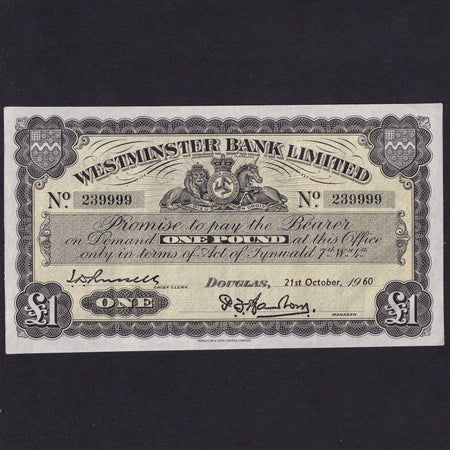 WESTMINSTER BANK LIMITED
Nº. 239999 Nº. 239999
Promise to pay the Bearer
on Demand ONE POUND at this Office
only in terms of Act of Tynwald 7th Wm 4th
CHIEF CLERK. DOUGLAS, 21st October, 1960
ONE
MANAGER.
£1 £1